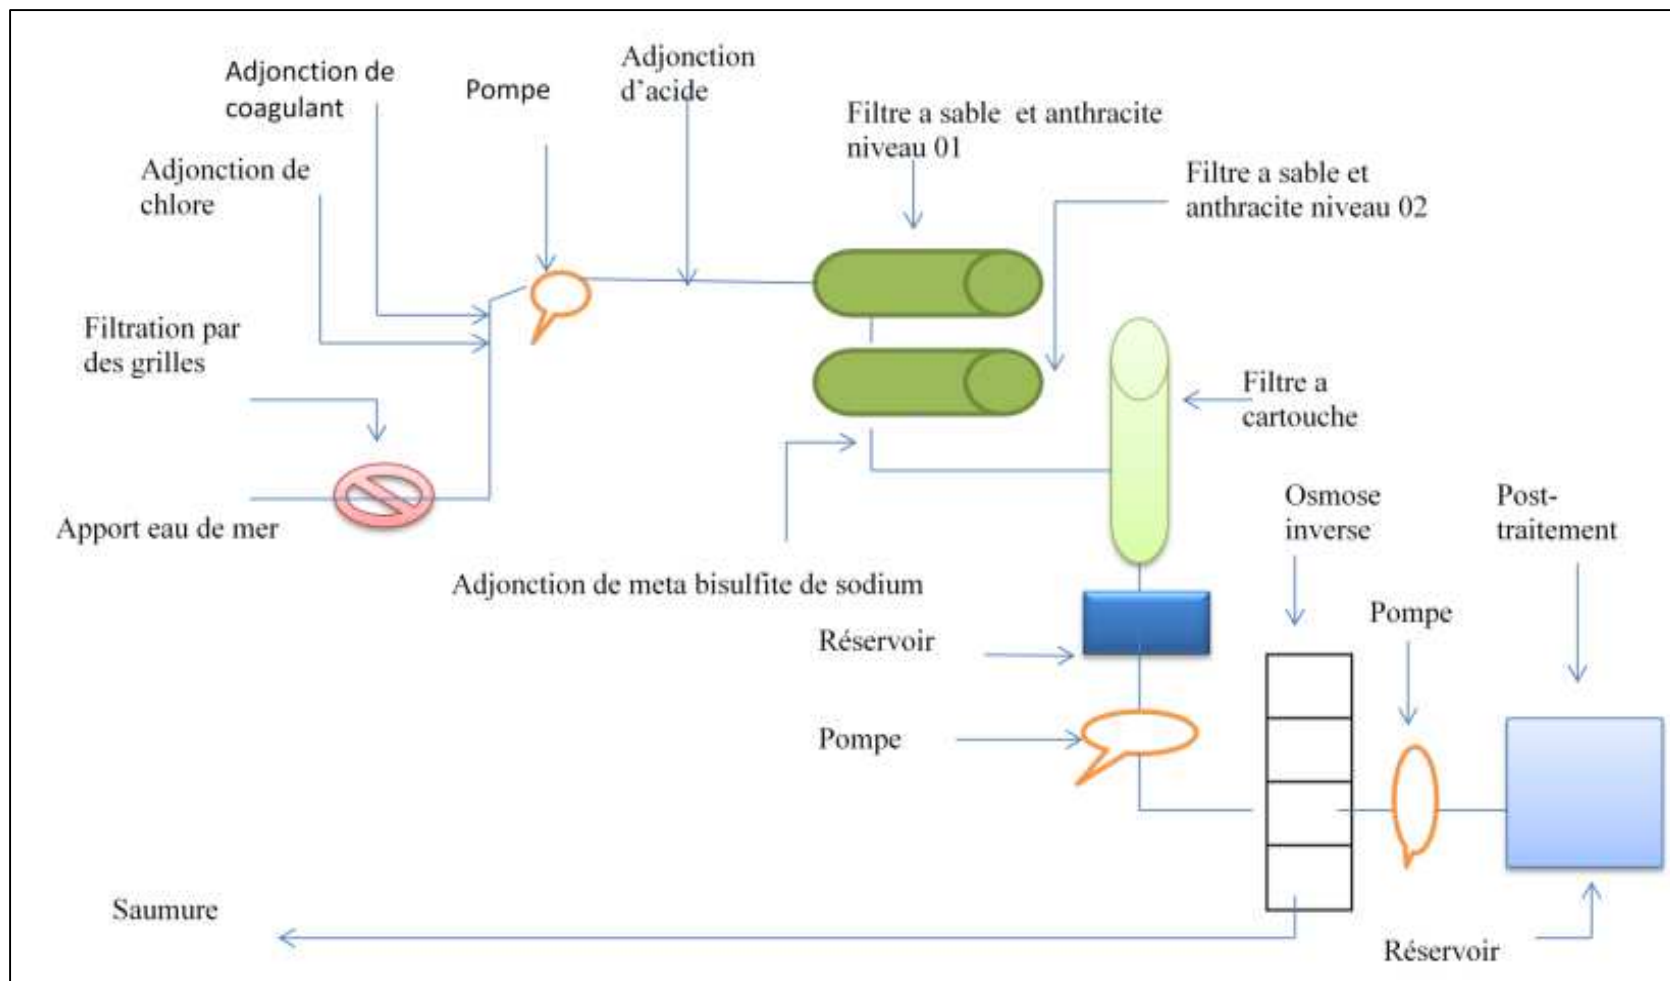 Adjonction de
coagulant
Pompe
Adjonction
d’acide
Filtre a sable  et anthracite
niveau 01
Adjonction de
chlore
Filtre a sable et
anthracite niveau 02
Filtration par
des grilles
Filtre a
cartouche
Apport eau de mer
Osmose
inverse
Post-
traitement
Adjonction de meta bisulfite de sodium
Pompe
Réservoir
Pompe
Saumure
Réservoir